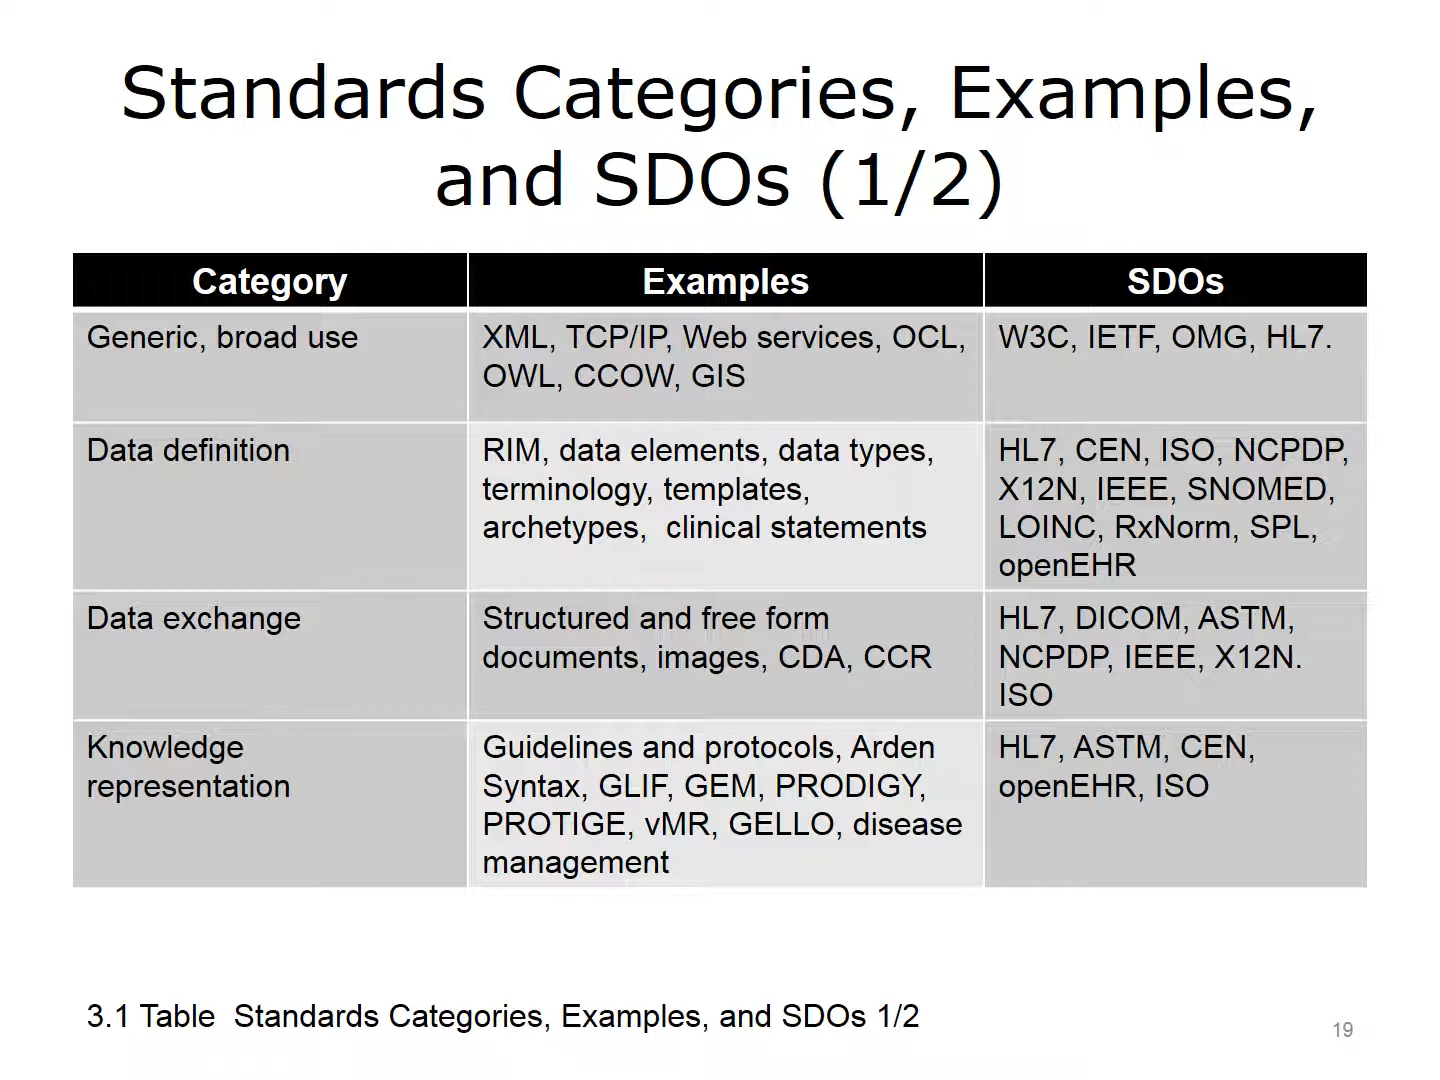 Standards Categories, Examples,
and SDOs (1/2)
Category Examples SDOs
Generic, broad use
XML, TCP/IP, Web services, OCL,
OWL, CCOW, GIS
W3C, IETF, OMG, HL7.
Data definition
RIM, data elements, data types,
terminology, templates,
archetypes,  clinical statements
HL7, CEN, ISO, NCPDP,
X12N, IEEE, SNOMED,
LOINC, RxNorm, SPL,
openEHR
Data exchange
Structured and free form
documents, images, CDA, CCR
HL7, DICOM, ASTM,
NCPDP, IEEE, X12N.
ISO
Knowledge
representation
Guidelines and protocols, Arden
Syntax, GLIF, GEM, PRODIGY,
PROTIGE, vMR, GELLO, disease
management
HL7, ASTM, CEN,
openEHR, ISO
3.1 Table  Standards Categories, Examples, and SDOs 1/2
19